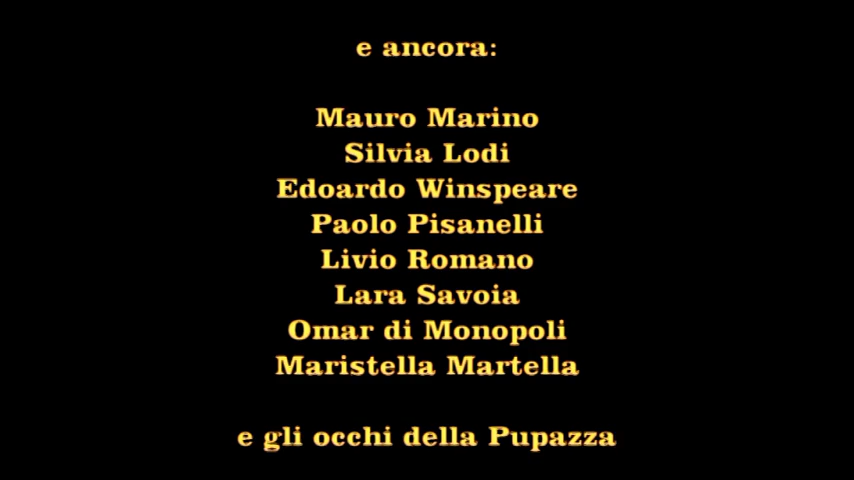 e ancora:
Mauro Marino
Silvia Lodi
Edoardo Winspeare
Paolo Pisanelli
Livio Romano
Lara Savoia
Omar di Monopoli
Maristella Martella
e gli occhi della Pupazza